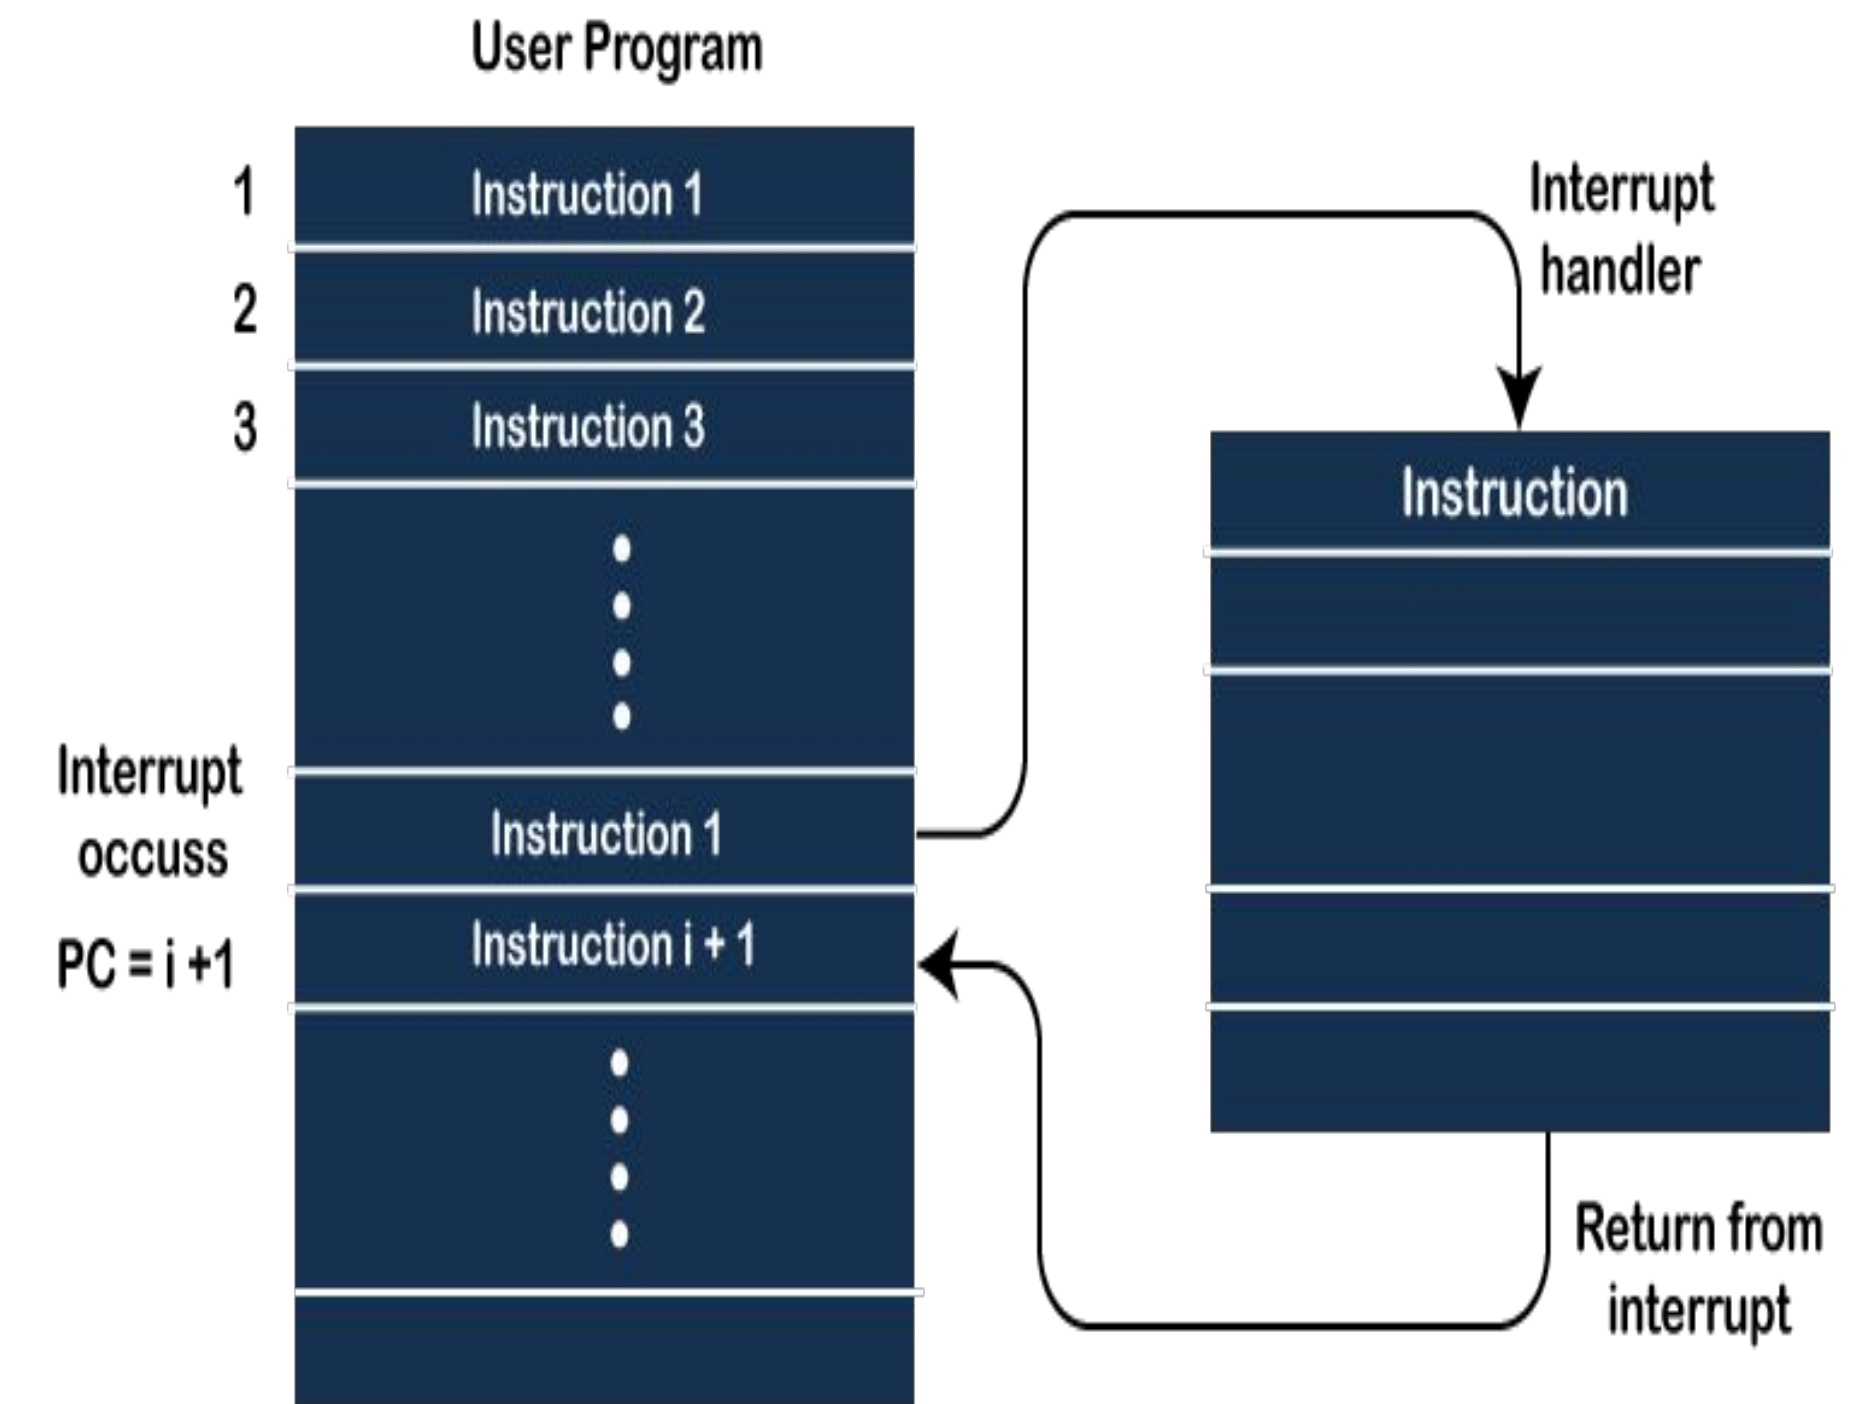 User Program
1
Instruction 1
2
Instruction 2
3
Instruction 3
Interrupt
occuss
Instruction 1
PC = i +1
Instruction i + 1
Interrupt
handler
Instruction
Return from
interrupt